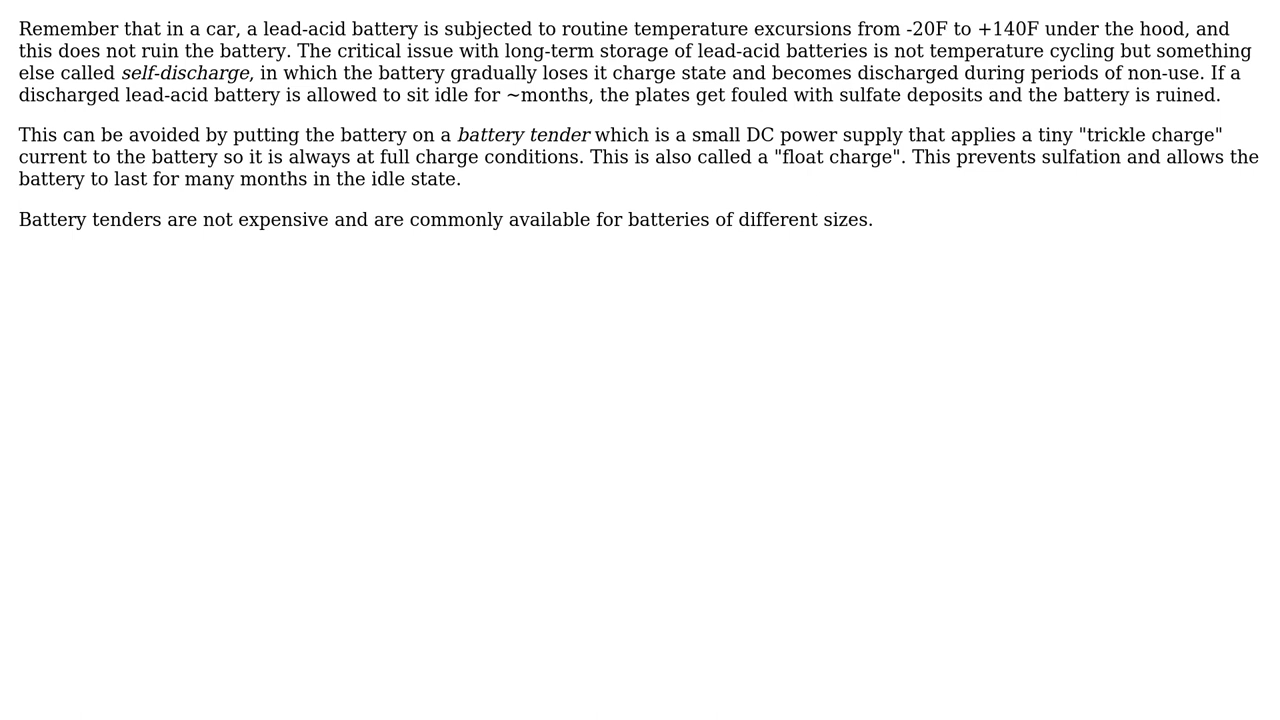 Remember that in a car, a lead-acid battery is subjected to routine temperature excursions from -20F to +140F under the hood, and
this does not ruin the battery. The critical issue with long-term storage of lead-acid batteries is not temperature cycling but something
else called self-discharge, in which the battery gradually loses it charge state and becomes discharged during periods of non-use. If a
discharged lead-acid battery is allowed to sit idle for ~months, the plates get fouled with sulfate deposits and the battery is ruined.
This can be avoided by putting the battery on a battery tender which is a small DC power supply that applies a tiny "trickle charge"
current to the battery so it is always at full charge conditions. This is also called a "float charge". This prevents sulfation and allows the
battery to last for many months in the idle state.
Battery tenders are not expensive and are commonly available for batteries of different sizes.